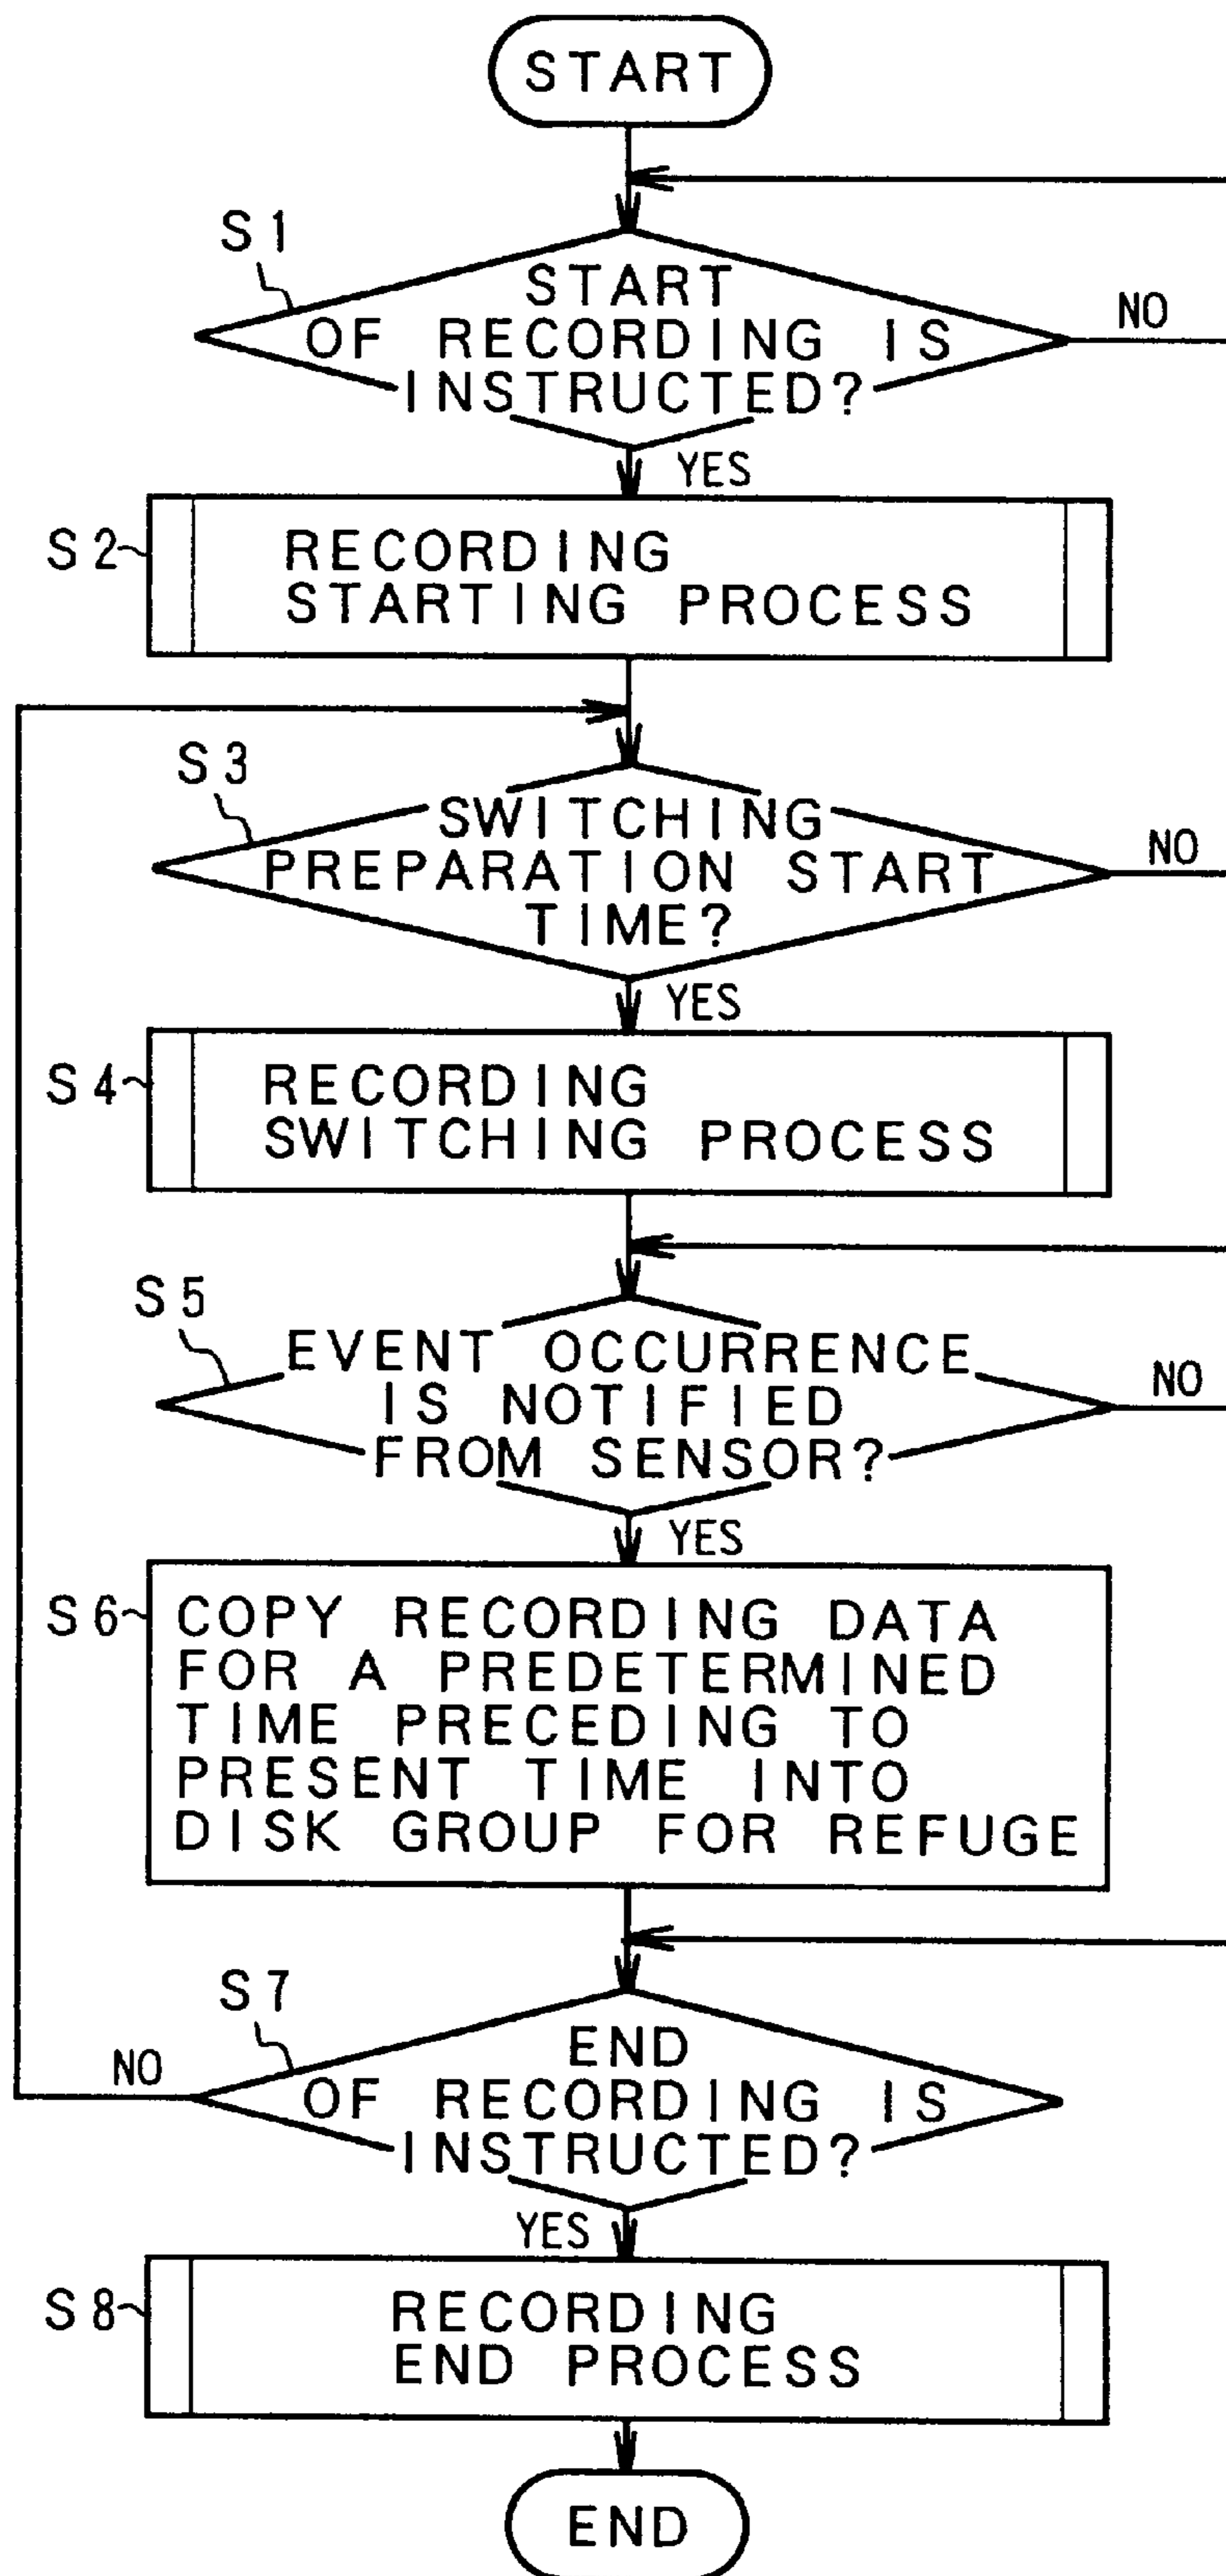 START
S1
START
OF RECORDING IS
INSTRUCTED?
NO
YES
S2
RECORDING
STARTING PROCESS
S3
SWITCHING
PREPARATION START
TIME?
NO
YES
S4
RECORDING
SWITCHING PROCESS
S5
EVENT OCCURRENCE
IS NOTIFIED
FROM SENSOR?
NO
YES
S6
COPY RECORDING DATA
FOR A PREDETERMINED
TIME PRECEDING TO
PRESENT TIME INTO
DISK GROUP FOR REFUGE
S7
END
OF RECORDING IS
INSTRUCTED?
NO
YES
S8
RECORDING
END PROCESS
END